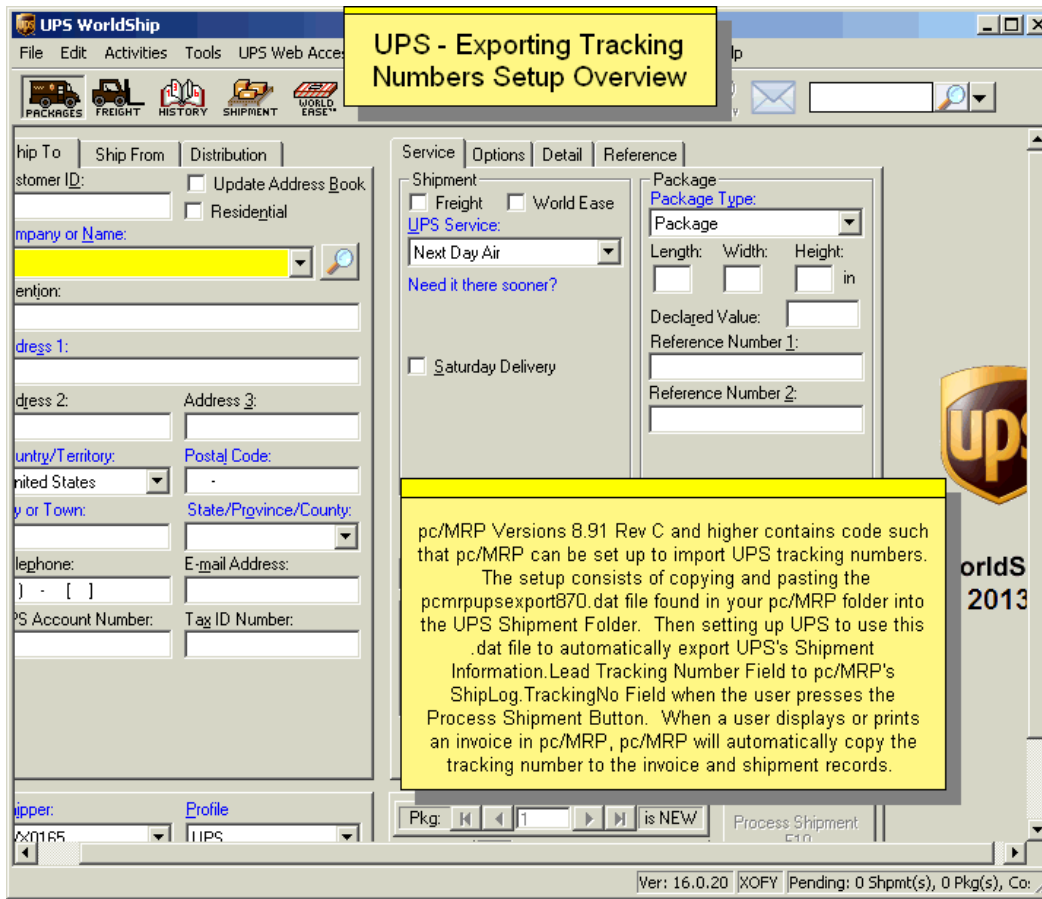 UPS WorldShip
UPS - Exporting Tracking
Numbers Setup Overview
File Edit Activities Tools UPS Web Acces lp
PACKAGES FREIGHT HISTORY SHIPMENT WORLD EASE™
hip To Ship From Distribution
Service Options Detail Reference
stomer ID:
Update Address Book
Residential
mpany or Name:
ention:
dress 1:
dress 2: Address 3:
untry/Territory: Postal Code:
nited States -
y or Town: State/Province/County:
lephone: E-mail Address:
) - [ ]
PS Account Number: Tax ID Number:
Shipment
Freight World Ease
UPS Service:
Next Day Air
Need it there sooner?
Saturday Delivery
Package
Package Type:
Package
Length: Width: Height:
in
Declared Value:
Reference Number 1:
Reference Number 2:
ups
orldS
2013
pc/MRP Versions 8.91 Rev C and higher contains code such
that pc/MRP can be set up to import UPS tracking numbers.
The setup consists of copying and pasting the
pcmrpupsexport870.dat file found in your pc/MRP folder into
the UPS Shipment Folder. Then setting up UPS to use this
.dat file to automatically export UPS's Shipment
Information.Lead Tracking Number Field to pc/MRP's
ShipLog.TrackingNo Field when the user presses the
Process Shipment Button. When a user displays or prints
an invoice in pc/MRP, pc/MRP will automatically copy the
tracking number to the invoice and shipment records.
ipper: Profile
X0165 UPS
Pkg: 1 is NEW
Process Shipment
F10
Ver: 16.0.20 XOFY Pending: 0 Shpmt(s), 0 Pkg(s), Co: